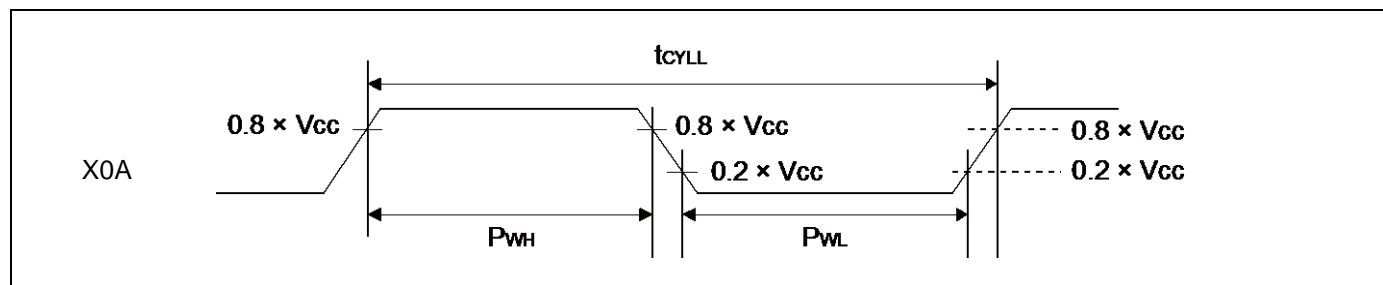 tCYLL
0.8 × Vcc
0.8 × Vcc
0.8 × Vcc
X0A
0.2 × Vcc
0.2 × Vcc
PWH
PWL